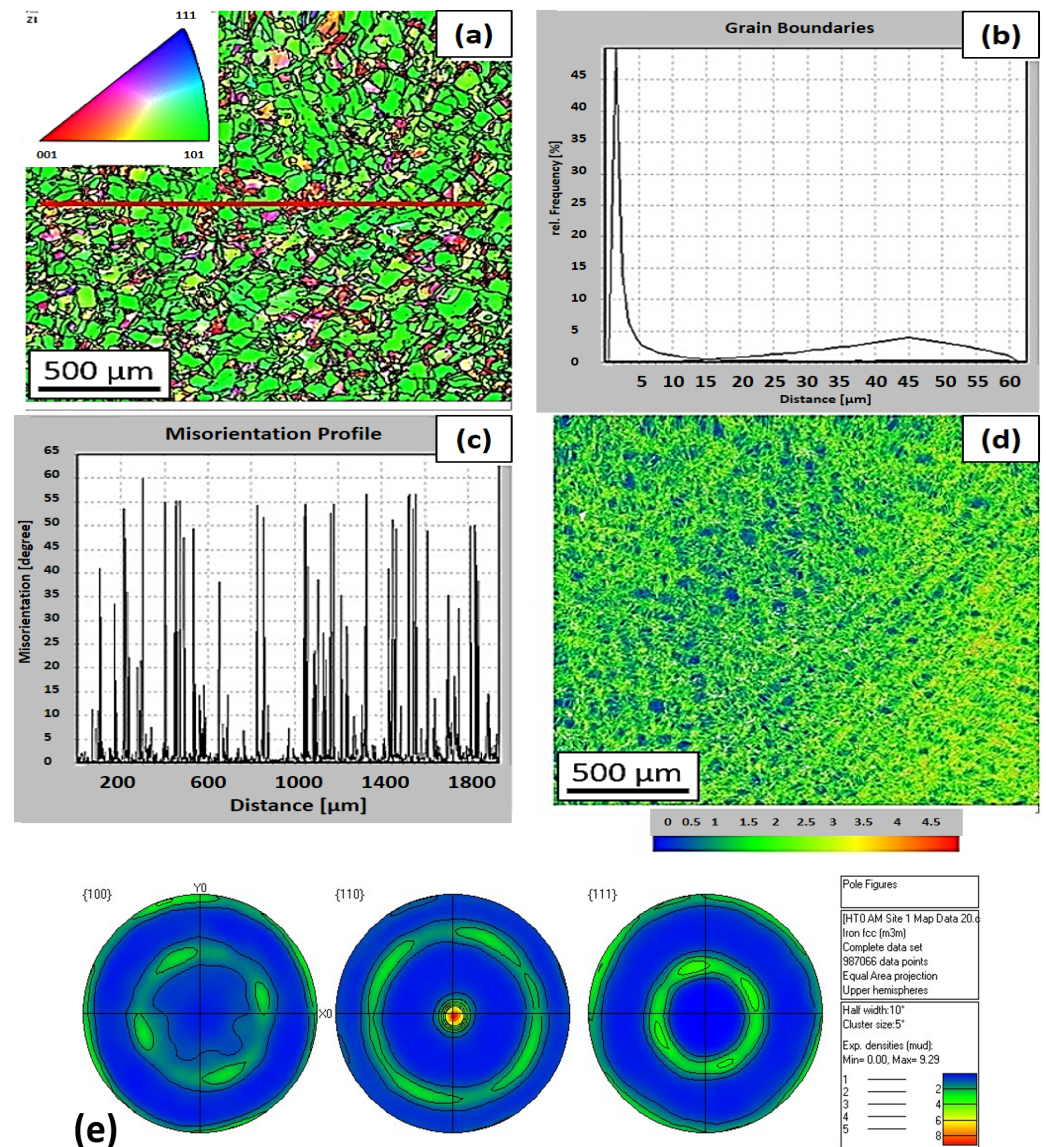 Z1
111
001
101
(a)
500 µm
Grain Boundaries
(b)
rel. Frequency [%]
45
40
35
30
25
20
15
10
5
0
5 10 15 20 25 30 35 40 45 50 55 60
Distance [µm]
Misorientation Profile
(c)
Misorientation [degree]
65
60
55
50
45
40
35
30
25
20
15
10
5
0
200 600 1000 1400 1800
Distance [µm]
(d)
500 µm
0 0.5 1 2 2.5 3 3.5 4 4.5
{100}
Y0
X0
{110}
{111}
(e)
Pole Figures
[HT0 AM Site 1 Map Data 20.c
Iron fcc (m3m)
Complete data set
987066 data points
Equal Area projection
Upper hemispheres
Half width:10°
Cluster size:5°
Exp. densities (mud):
Min= 0.00, Max= 9.29
1
2
3
4
5
2
4
6
8